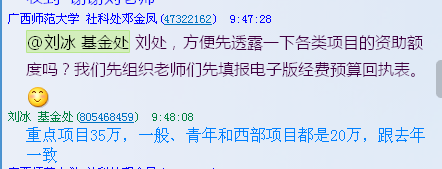 广西师范大学 社科处邓金凤(47322162) 9:47:28
@刘冰 基金处 刘处，方便先透露一下各类项目的资助额
度吗？我们先组织老师们先填报电子版经费预算回执表。
刘冰 基金处(805468459) 9:48:08
重点项目35万，一般、青年和西部项目都是20万，跟去年
一致